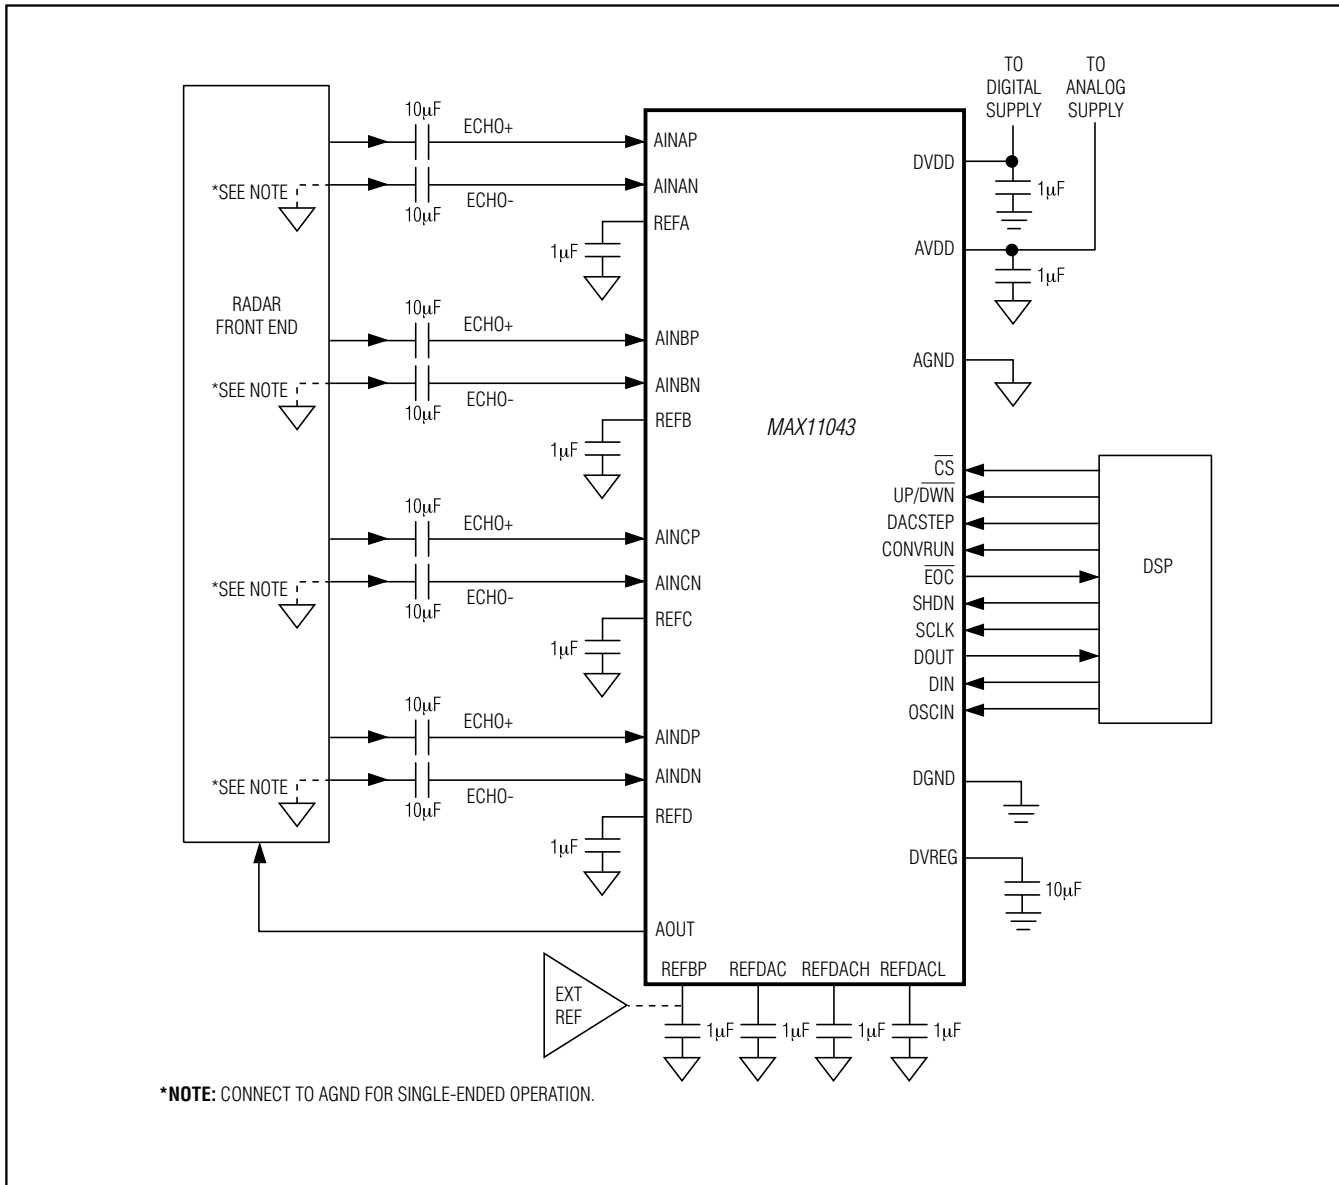 TO
DIGITAL
SUPPLY
TO
ANALOG
SUPPLY
10μF
ECHO+
AINAP
*SEE NOTE
AINAN
10μF
ECHO-
REFA
1μF
RADAR
FRONT END
10μF
ECHO+
AINBP
*SEE NOTE
AINBN
10μF
ECHO-
REFB
1μF
10μF
ECHO+
AINCP
*SEE NOTE
AINCN
10μF
ECHO-
REFC
1μF
10μF
ECHO+
AINDP
*SEE NOTE
AINDN
10μF
ECHO-
REFD
1μF
AOUT
MAX11043
DVDD
1μF
AVDD
1μF
AGND
C̅S̅
UP/D̅W̅N̅
DACSTEP
CONVRUN
E̅O̅C̅
SHDN
SCLK
DOUT
DIN
OSCIN
DSP
DGND
DVREG
10μF
REFBP REFDAC REFDACH REFDACL
EXT
REF
1μF 1μF 1μF 1μF
*NOTE: CONNECT TO AGND FOR SINGLE-ENDED OPERATION.